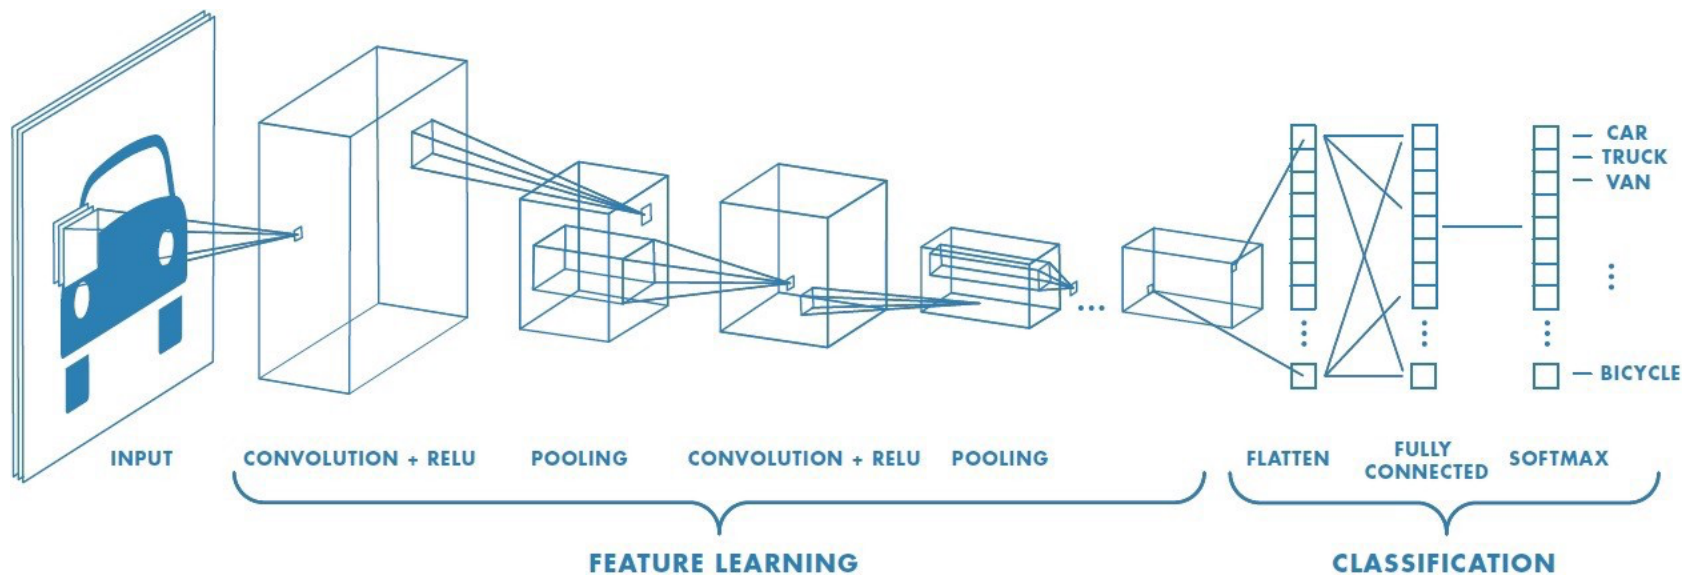 CAR
TRUCK
VAN
BICYCLE
INPUT
CONVOLUTION + RELU
POOLING
CONVOLUTION + RELU
POOLING
FLATTEN
FULLY
CONNECTED
SOFTMAX
FEATURE LEARNING
CLASSIFICATION